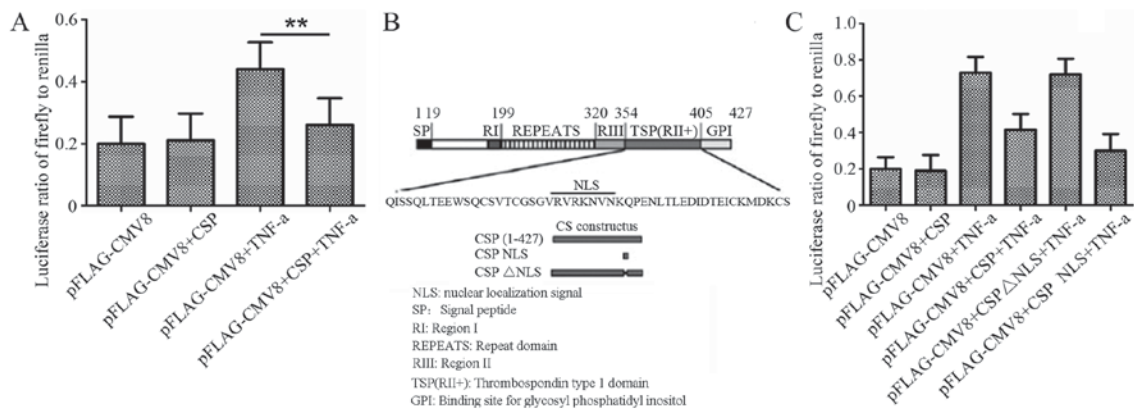 A
Luciferase ratio of firefly to renilla
0.6
0.4
0.2
0.0
**
pFLAG-CMV8
pFLAG-CMV8+CSP
pFLAG-CMV8+TNF-a
pFLAG-CMV8+CSP+TNF-a
B
1 19 199 320 354 405 427
SP RI REPEATS RIII TSP(RII+) GPI
NLS
QISSQLTEEWSQCSVTCGSGVRVRKNVNKQPENLTLEDIDTEICKMDKCS
CS constructus
CSP (1-427)
CSP NLS
CSP △NLS
NLS: nuclear localization signal
SP: Signal peptide
RI: Region I
REPEATS: Repeat domain
RIII: Region II
TSP(RII+): Thrombospondin type 1 domain
GPI: Binding site for glycosyl phosphatidyl inositol
C
Luciferase ratio of firefly to renilla
1.0
0.8
0.6
0.4
0.2
0.0
pFLAG-CMV8
pFLAG-CMV8+CSP
pFLAG-CMV8+TNF-a
pFLAG-CMV8+CSP+TNF-a
pFLAG-CMV8+CSP△NLS+TNF-a
pFLAG-CMV8+CSP NLS+TNF-a